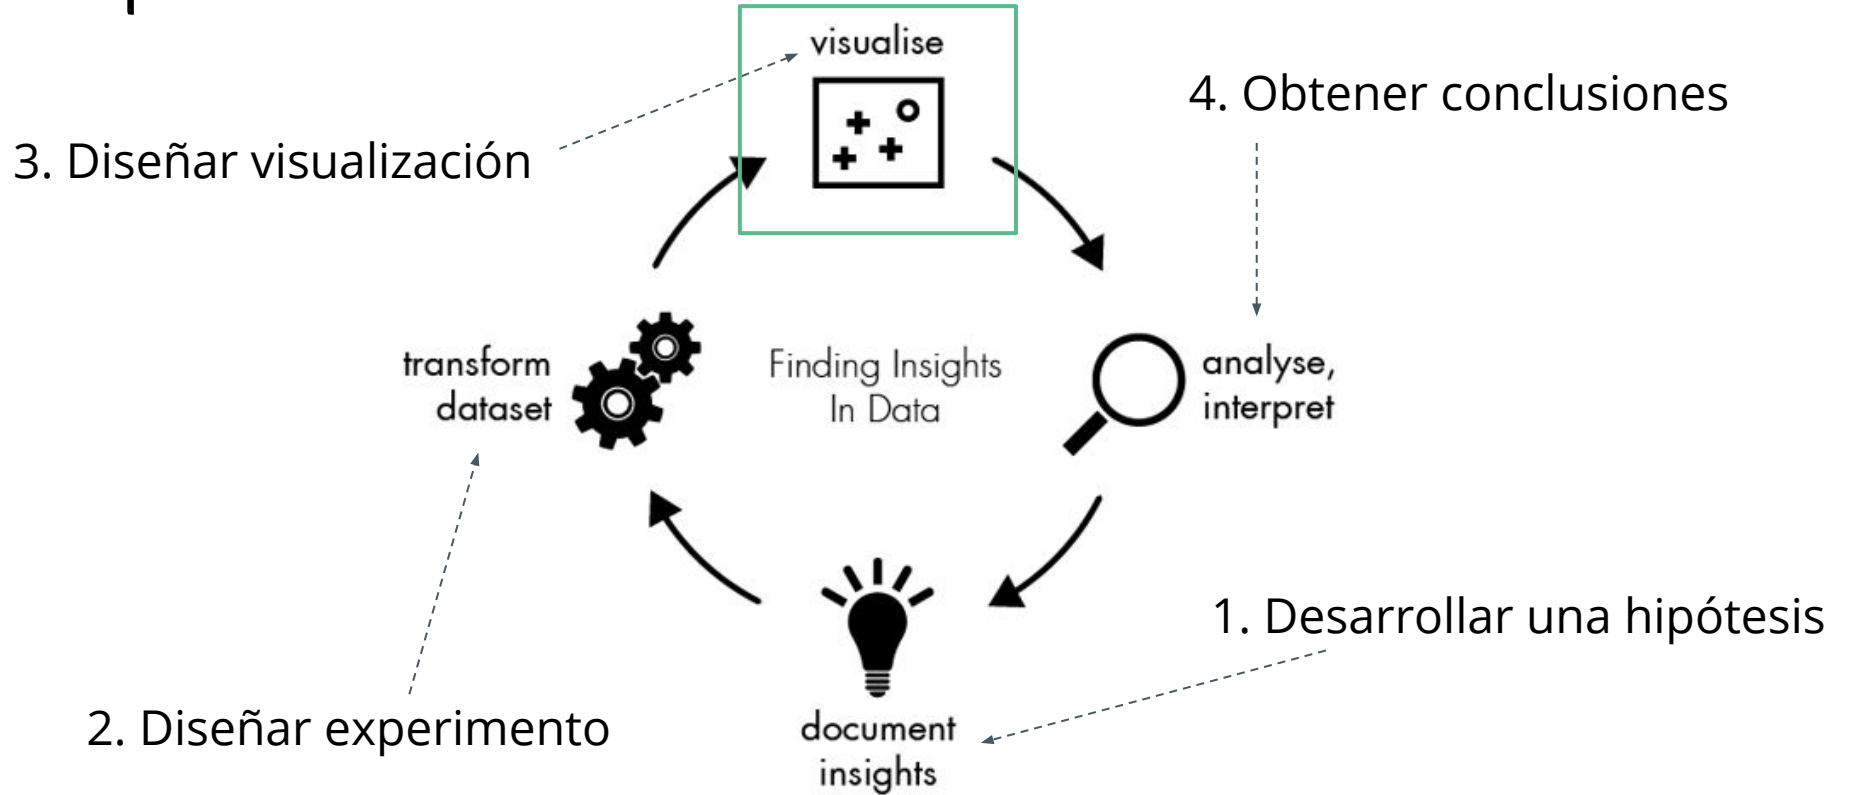 visualise
4. Obtener conclusiones
3. Diseñar visualización
transform
dataset
Finding Insights
In Data
analyse,
interpret
1. Desarrollar una hipótesis
2. Diseñar experimento
document
insights